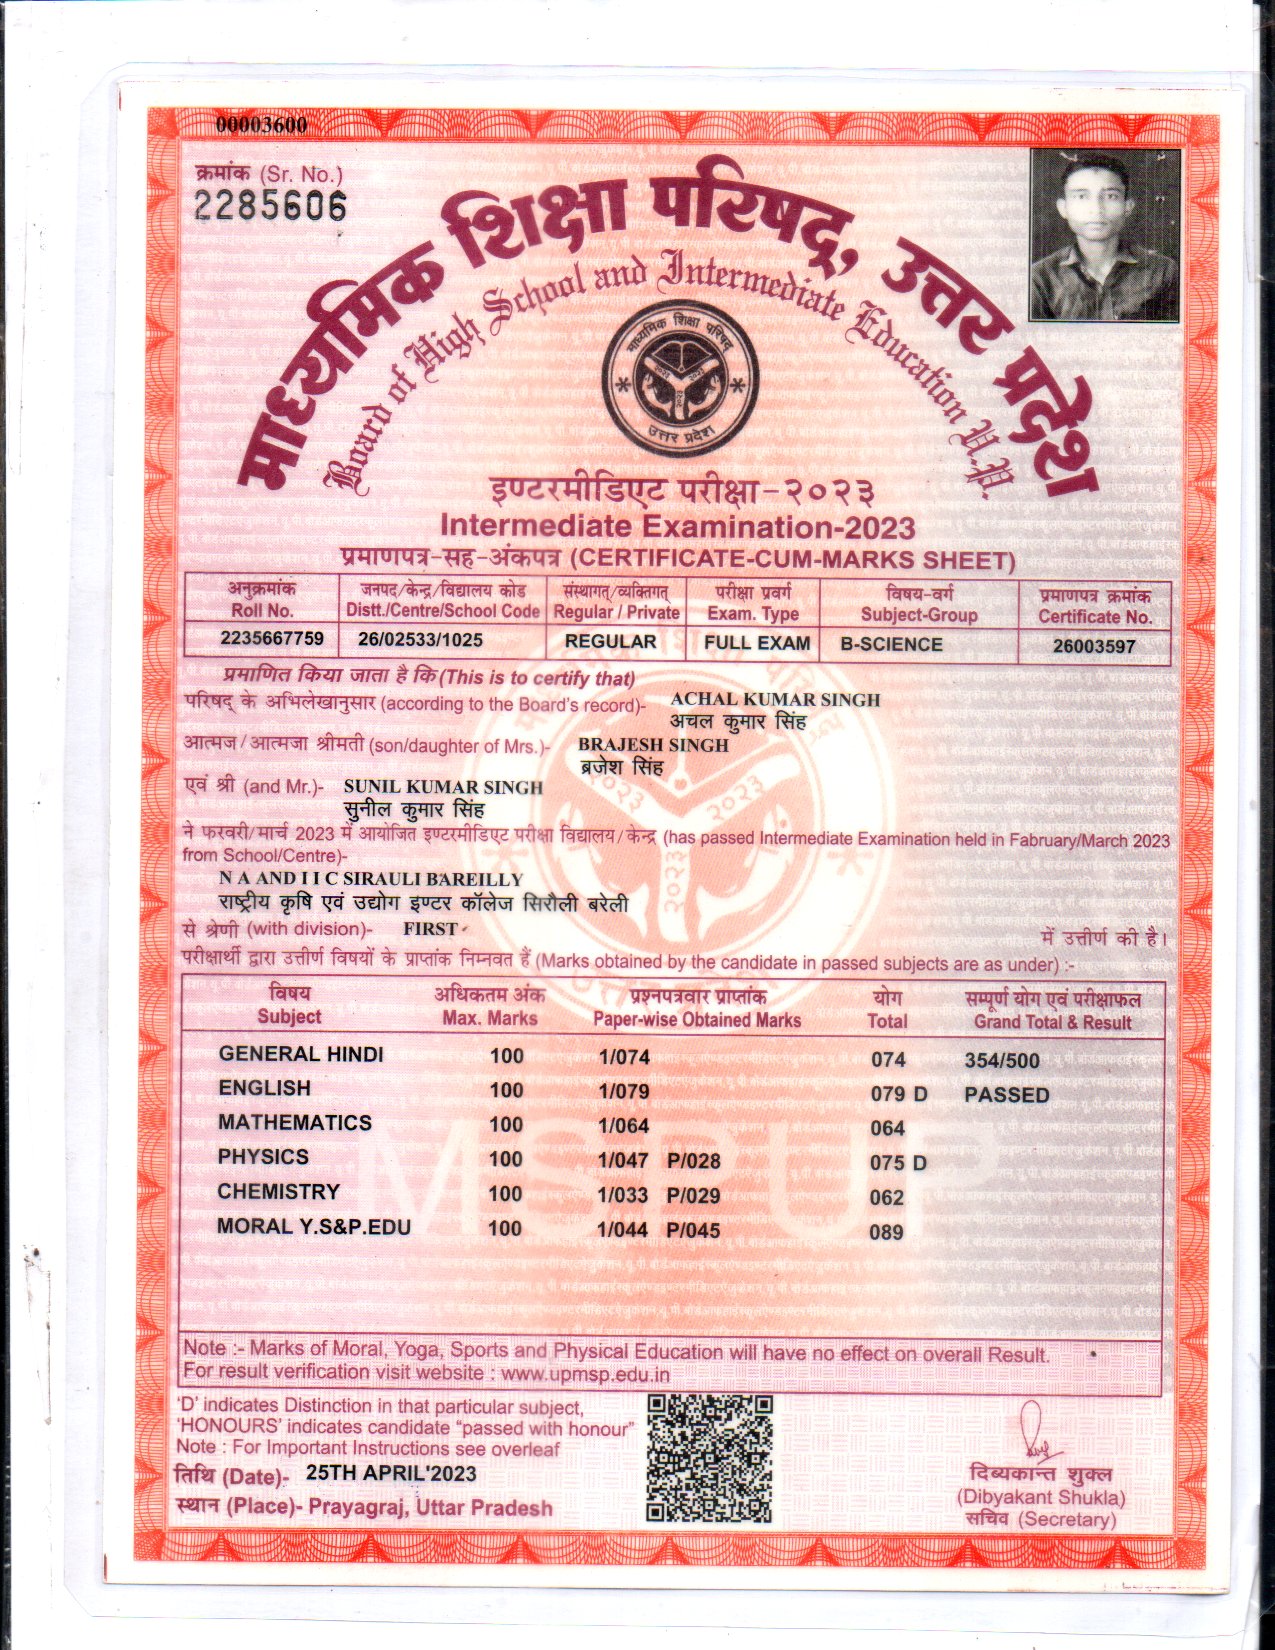 00003600
क्रमांक (Sr. No.)
2285606
माध्यमिक शिक्षा परिषद्, उत्तर प्रदेश
Board of High School and Intermediate Education U.P.
माध्यमिक शिक्षा परिषद्
२०२३ २०२३
२०२३
उत्तर प्रदेश
इण्टरमीडिएट परीक्षा-२०२३
Intermediate Examination-2023
प्रमाणपत्र-सह-अंकपत्र (CERTIFICATE-CUM-MARKS SHEET)
अनुक्रमांक जनपद/केन्द्र/विद्यालय कोड संस्थागत्/व्यक्तिगत् परीक्षा प्रवर्ग विषय-वर्ग प्रमाणपत्र क्रमांक
Roll No. Distt./Centre/School Code Regular / Private Exam. Type Subject-Group Certificate No.
2235667759 26/02533/1025 REGULAR FULL EXAM B-SCIENCE 26003597
प्रमाणित किया जाता है कि (This is to certify that)
परिषद् के अभिलेखानुसार (according to the Board's record)- ACHAL KUMAR SINGH
अचल कुमार सिंह
आत्मज/आत्मजा श्रीमती (son/daughter of Mrs.)- BRAJESH SINGH
ब्रजेश सिंह
एवं श्री (and Mr.)- SUNIL KUMAR SINGH
सुनील कुमार सिंह
ने फरवरी/मार्च 2023 में आयोजित इण्टरमीडिएट परीक्षा विद्यालय/केन्द्र (has passed Intermediate Examination held in Fabruary/March 2023
from School/Centre)-
N A AND I I C SIRAULI BAREILLY
राष्ट्रीय कृषि एवं उद्योग इण्टर कॉलेज सिरौली बरेली
से श्रेणी (with division)- FIRST में उत्तीर्ण की है।
परीक्षार्थी द्वारा उत्तीर्ण विषयों के प्राप्तांक निम्नवत हैं (Marks obtained by the candidate in passed subjects are as under) :-
विषय अधिकतम अंक प्रश्नपत्रवार प्राप्तांक योग सम्पूर्ण योग एवं परीक्षाफल
Subject Max. Marks Paper-wise Obtained Marks Total Grand Total & Result
GENERAL HINDI 100 1/074 074 354/500
ENGLISH 100 1/079 079 D PASSED
MATHEMATICS 100 1/064 064
PHYSICS 100 1/047 P/028 075 D
CHEMISTRY 100 1/033 P/029 062
MORAL Y.S&P.EDU 100 1/044 P/045 089
MSPUP
Note :- Marks of Moral, Yoga, Sports and Physical Education will have no effect on overall Result.
For result verification visit website : www.upmsp.edu.in
'D' indicates Distinction in that particular subject,
'HONOURS' indicates candidate "passed with honour"
Note : For Important Instructions see overleaf
तिथि (Date)- 25TH APRIL'2023
स्थान (Place)- Prayagraj, Uttar Pradesh
दिव्यकान्त शुक्ल
(Dibyakant Shukla)
सचिव (Secretary)